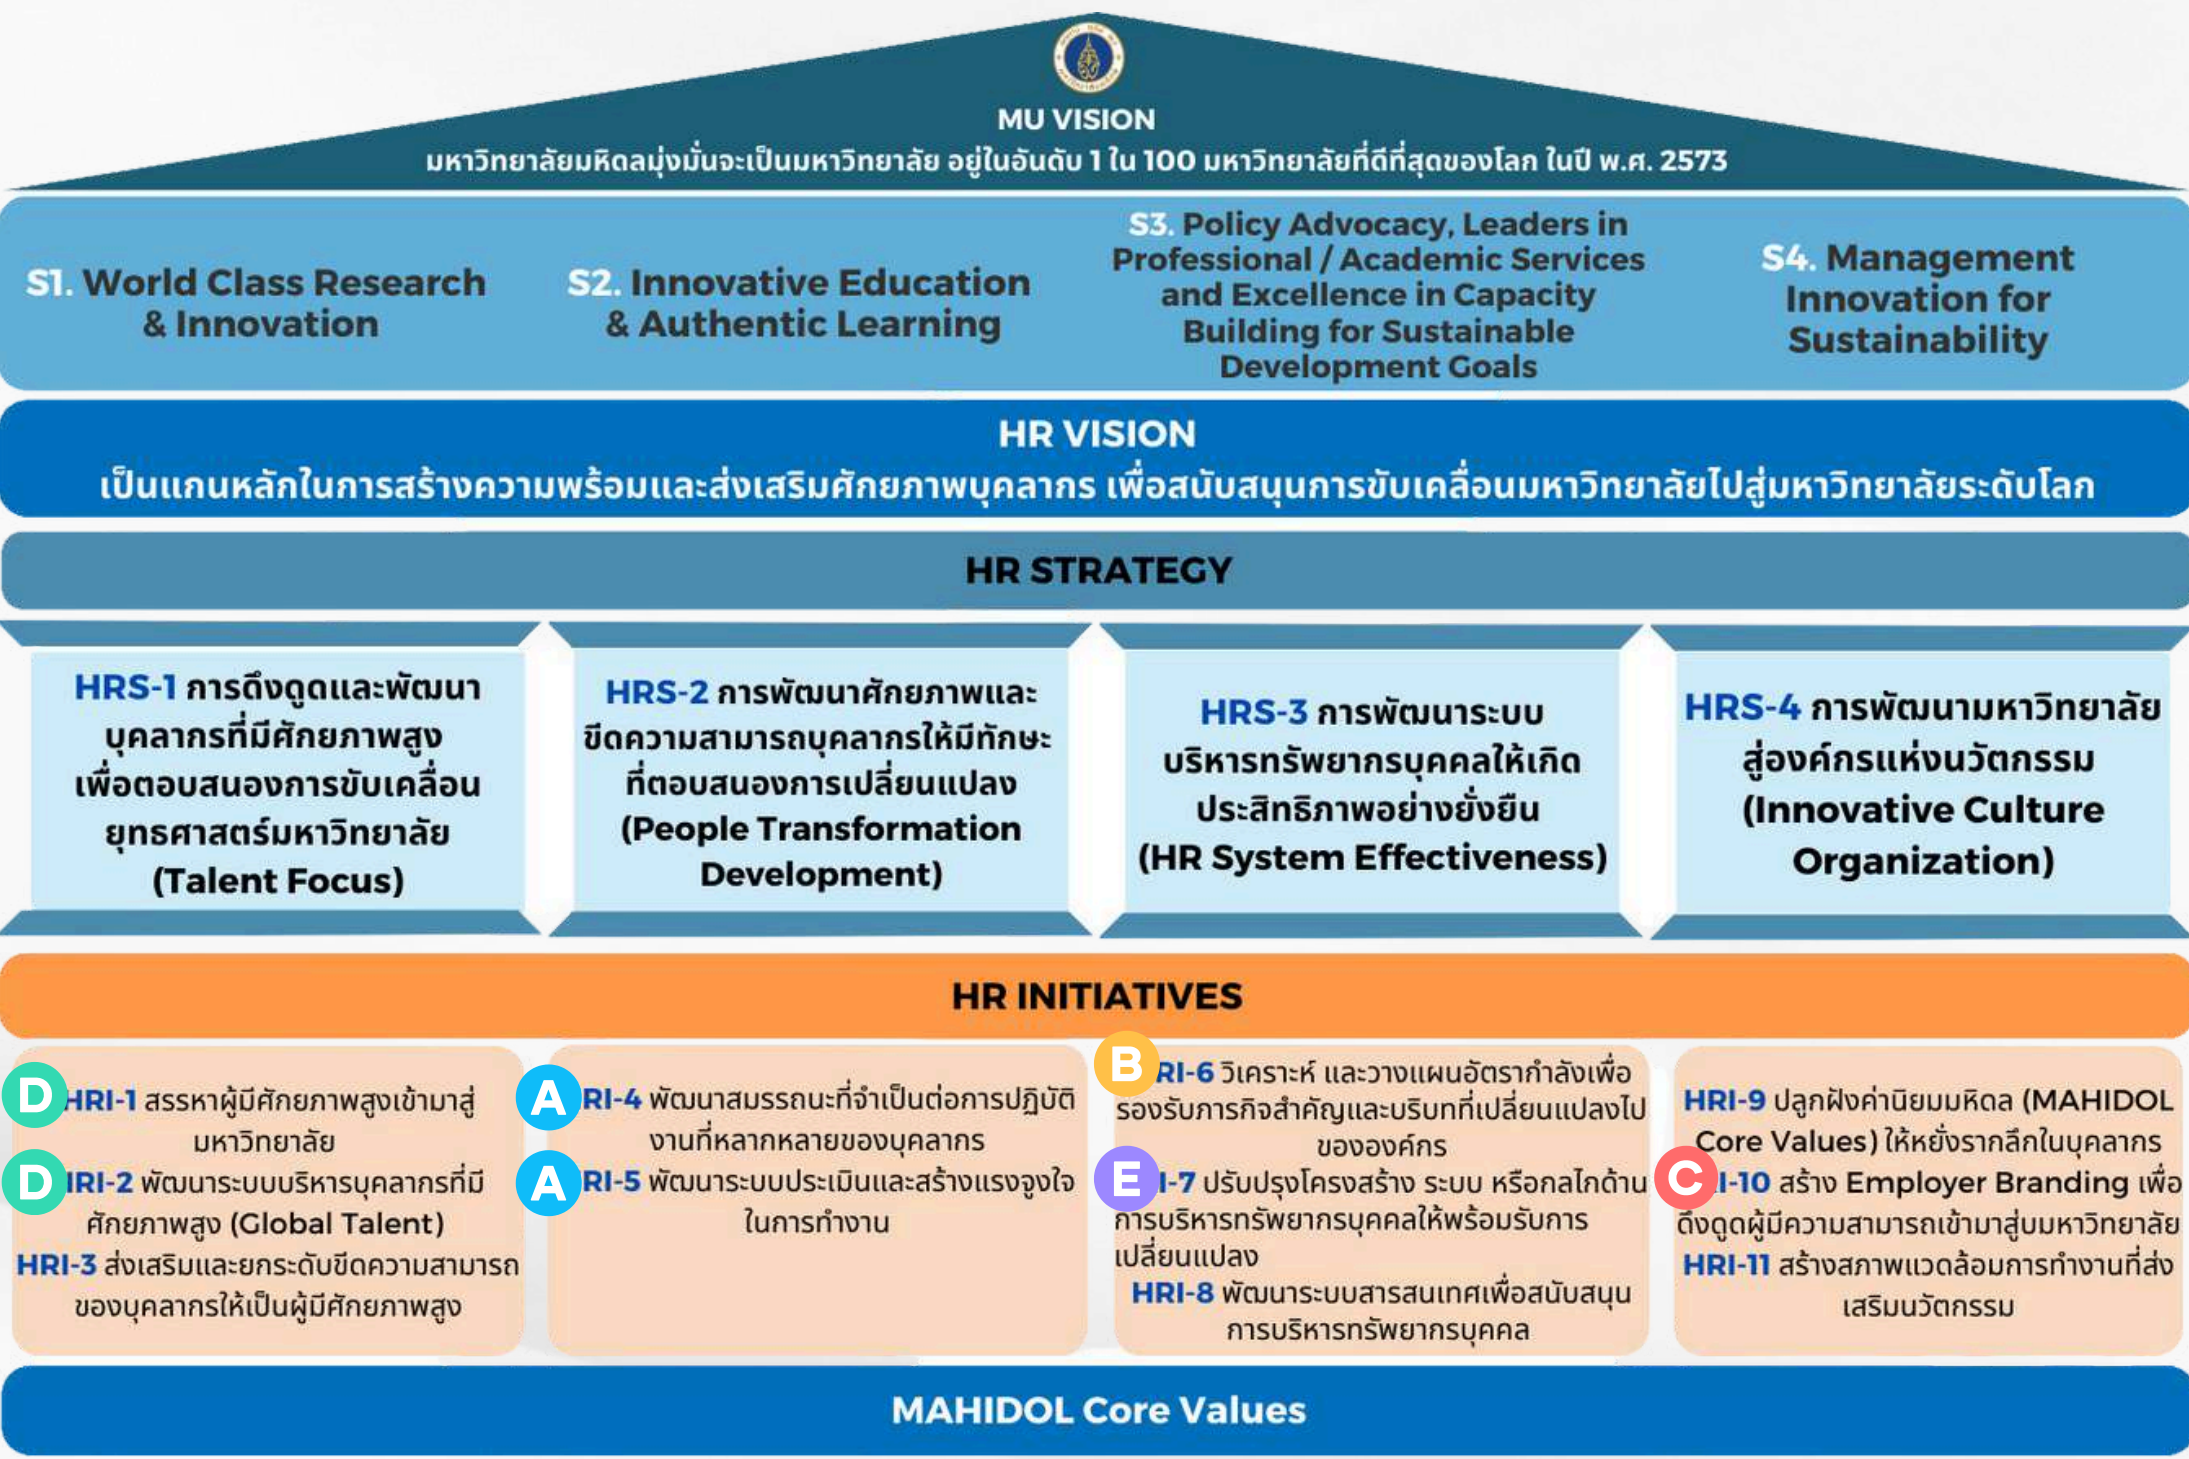 MU VISION
มหาวิทยาลัยมหิดลมุ่งมั่นจะเป็นมหาวิทยาลัย อยู่ในอันดับ 1 ใน 100 มหาวิทยาลัยที่ดีที่สุดของโลก ในปี พ.ศ. 2573
S1. World Class Research
& Innovation
S2. Innovative Education
& Authentic Learning
S3. Policy Advocacy, Leaders in
Professional / Academic Services
and Excellence in Capacity
Building for Sustainable
Development Goals
S4. Management
Innovation for
Sustainability
HR VISION
เป็นแกนหลักในการสร้างความพร้อมและส่งเสริมศักยภาพบุคลากร เพื่อสนับสนุนการขับเคลื่อนมหาวิทยาลัยไปสู่มหาวิทยาลัยระดับโลก
HR STRATEGY
HRS-1 การดึงดูดและพัฒนา
บุคลากรที่มีศักยภาพสูง
เพื่อตอบสนองการขับเคลื่อน
ยุทธศาสตร์มหาวิทยาลัย
(Talent Focus)
HRS-2 การพัฒนาศักยภาพและ
ขีดความสามารถบุคลากรให้มีทักษะ
ที่ตอบสนองการเปลี่ยนแปลง
(People Transformation
Development)
HRS-3 การพัฒนาระบบ
บริหารทรัพยากรบุคคลให้เกิด
ประสิทธิภาพอย่างยั่งยืน
(HR System Effectiveness)
HRS-4 การพัฒนามหาวิทยาลัย
สู่องค์กรแห่งนวัตกรรม
(Innovative Culture
Organization)
HR INITIATIVES
D HRI-1 สรรหาผู้มีศักยภาพสูงเข้ามาสู่
มหาวิทยาลัย
D RI-2 พัฒนาระบบบริหารบุคลากรที่มี
ศักยภาพสูง (Global Talent)
HRI-3 ส่งเสริมและยกระดับขีดความสามารถ
ของบุคลากรให้เป็นผู้มีศักยภาพสูง
A RI-4 พัฒนาสมรรถนะที่จำเป็นต่อการปฏิบัติ
งานที่หลากหลายของบุคลากร
A RI-5 พัฒนาระบบประเมินและสร้างแรงจูงใจ
ในการทำงาน
B RI-6 วิเคราะห์ และวางแผนอัตรากำลังเพื่อ
รองรับภารกิจสำคัญและบริบทที่เปลี่ยนแปลงไป
ขององค์กร
E I-7 ปรับปรุงโครงสร้าง ระบบ หรือกลไกด้าน
การบริหารทรัพยากรบุคคลให้พร้อมรับการ
เปลี่ยนแปลง
HRI-8 พัฒนาระบบสารสนเทศเพื่อสนับสนุน
การบริหารทรัพยากรบุคคล
HRI-9 ปลูกฝังค่านิยมมหิดล (MAHIDOL
Core Values) ให้หยั่งรากลึกในบุคลากร
C I-10 สร้าง Employer Branding เพื่อ
ดึงดูดผู้มีความสามารถเข้ามาสู่บมหาวิทยาลัย
HRI-11 สร้างสภาพแวดล้อมการทำงานที่ส่ง
เสริมนวัตกรรม
MAHIDOL Core Values